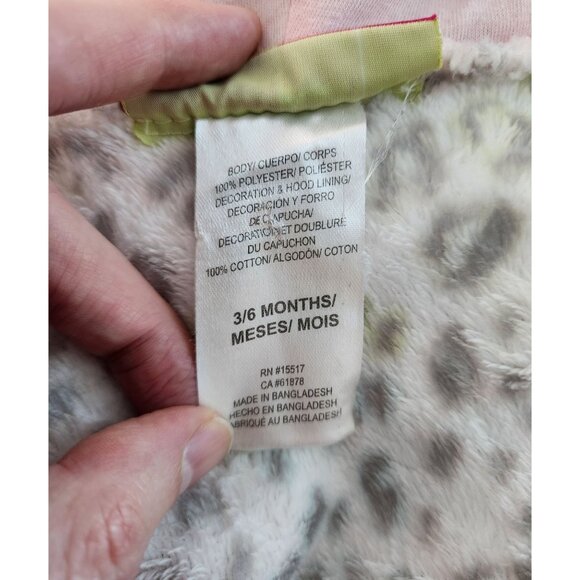 BODY/ CUERPO/ CORPS
100% POLYESTER/ POLIÉSTER
DECORATION & HOOD LINING/
DECORACION Y FORRO
DE CAPUCHA/
DECORATION ET DOUBLURE
DU CAPUCHON
100% COTTON/ ALGODÓN/ COTON
3/6 MONTHS/
MESES/ MOIS
RN #15517
CA #61878
MADE IN BANGLADESH
HECHO EN BANGLADESH
FABRIQUÉ AU BANGLADESH